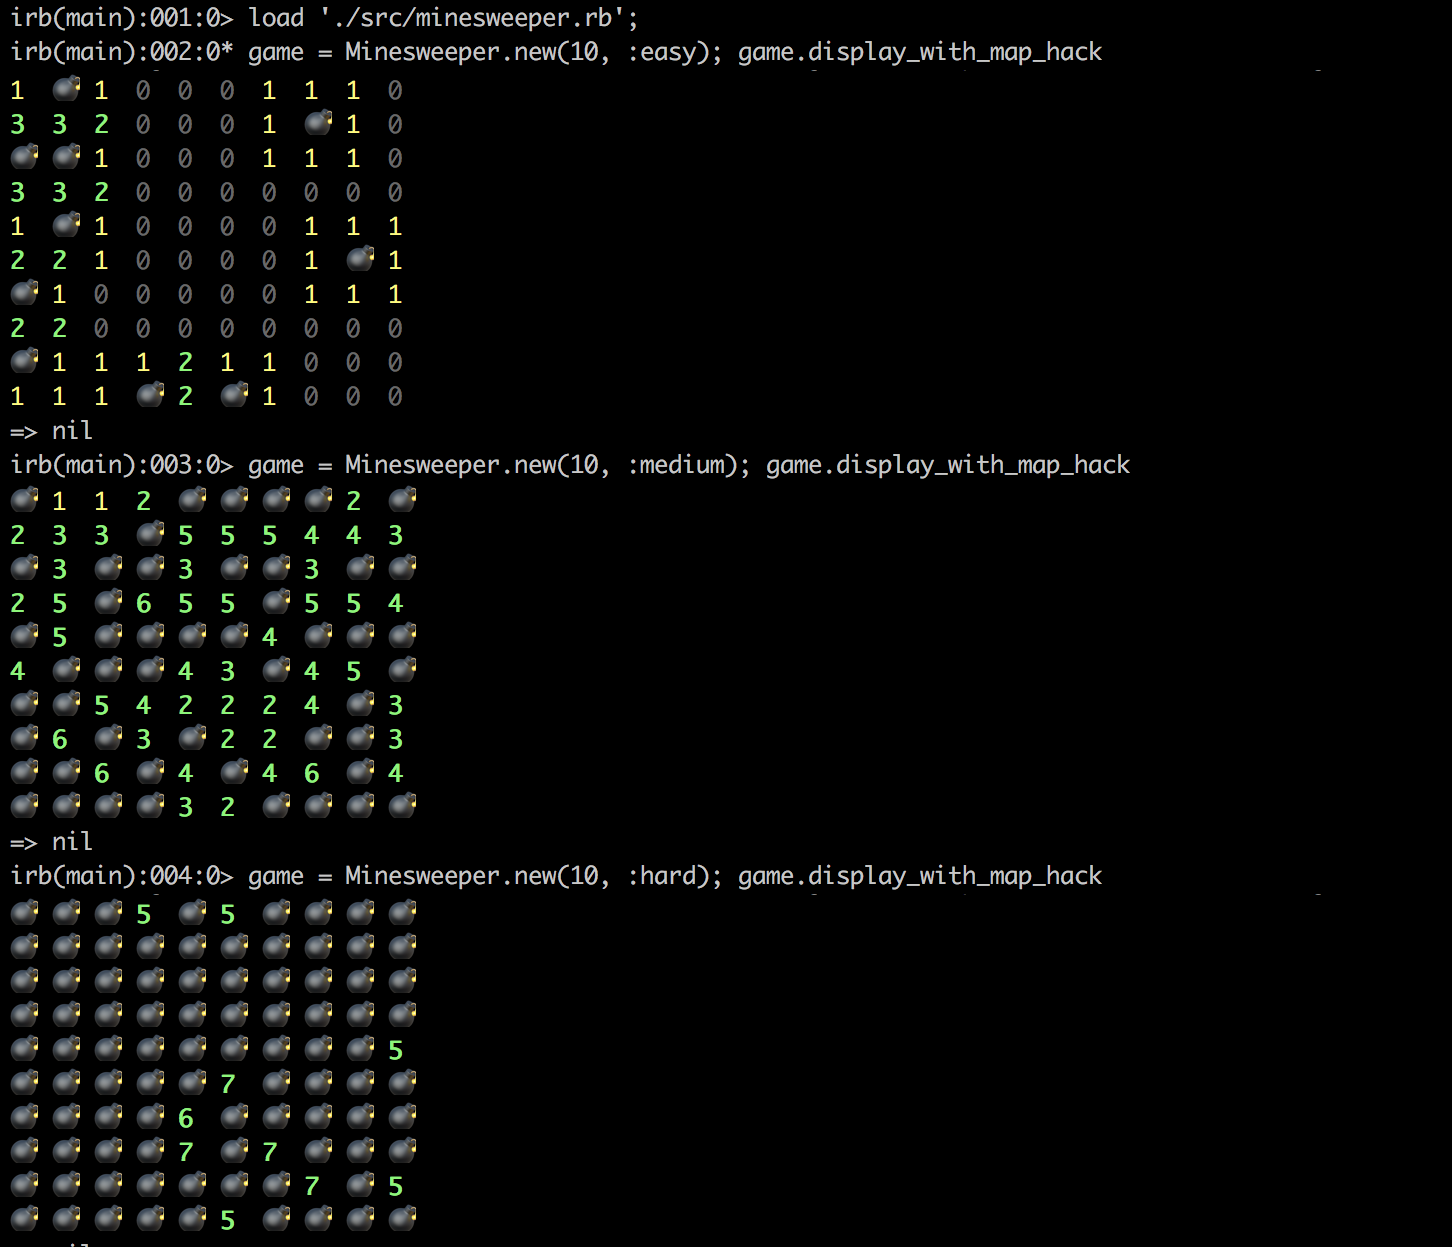 irb(main):001:0> load './src/minesweeper.rb';
irb(main):002:0* game = Minesweeper.new(10, :easy); game.display_with_map_hack
1 💣 1 0 0 0 1 1 1 0
3 3 2 0 0 0 1 💣 1 0
💣 💣 1 0 0 0 1 1 1 0
3 3 2 0 0 0 0 0 0 0
1 💣 1 0 0 0 0 1 1 1
2 2 1 0 0 0 0 1 💣 1
💣 1 0 0 0 0 0 1 1 1
2 2 0 0 0 0 0 0 0 0
💣 1 1 1 2 1 1 0 0 0
1 1 1 💣 2 💣 1 0 0 0
=> nil
irb(main):003:0> game = Minesweeper.new(10, :medium); game.display_with_map_hack
💣 1 1 2 💣 💣 💣 💣 2 💣
2 3 3 💣 5 5 5 4 4 3
💣 3 💣 💣 3 💣 💣 3 💣 💣
2 5 💣 6 5 5 💣 5 5 4
💣 5 💣 💣 💣 💣 4 💣 💣 💣
4 💣 💣 💣 4 3 💣 4 5 💣
💣 💣 5 4 2 2 2 4 💣 3
💣 6 💣 3 💣 2 2 💣 💣 3
💣 💣 6 💣 4 💣 4 6 💣 4
💣 💣 💣 💣 3 2 💣 💣 💣 💣
=> nil
irb(main):004:0> game = Minesweeper.new(10, :hard); game.display_with_map_hack
💣 💣 💣 5 💣 5 💣 💣 💣 💣
💣 💣 💣 💣 💣 💣 💣 💣 💣 💣
💣 💣 💣 💣 💣 💣 💣 💣 💣 💣
💣 💣 💣 💣 💣 💣 💣 💣 💣 💣
💣 💣 💣 💣 💣 💣 💣 💣 💣 5
💣 💣 💣 💣 💣 7 💣 💣 💣 💣
💣 💣 💣 💣 6 💣 💣 💣 💣 💣
💣 💣 💣 💣 7 💣 7 💣 💣 💣
💣 💣 💣 💣 💣 💣 💣 7 💣 5
💣 💣 💣 💣 💣 5 💣 💣 💣 💣